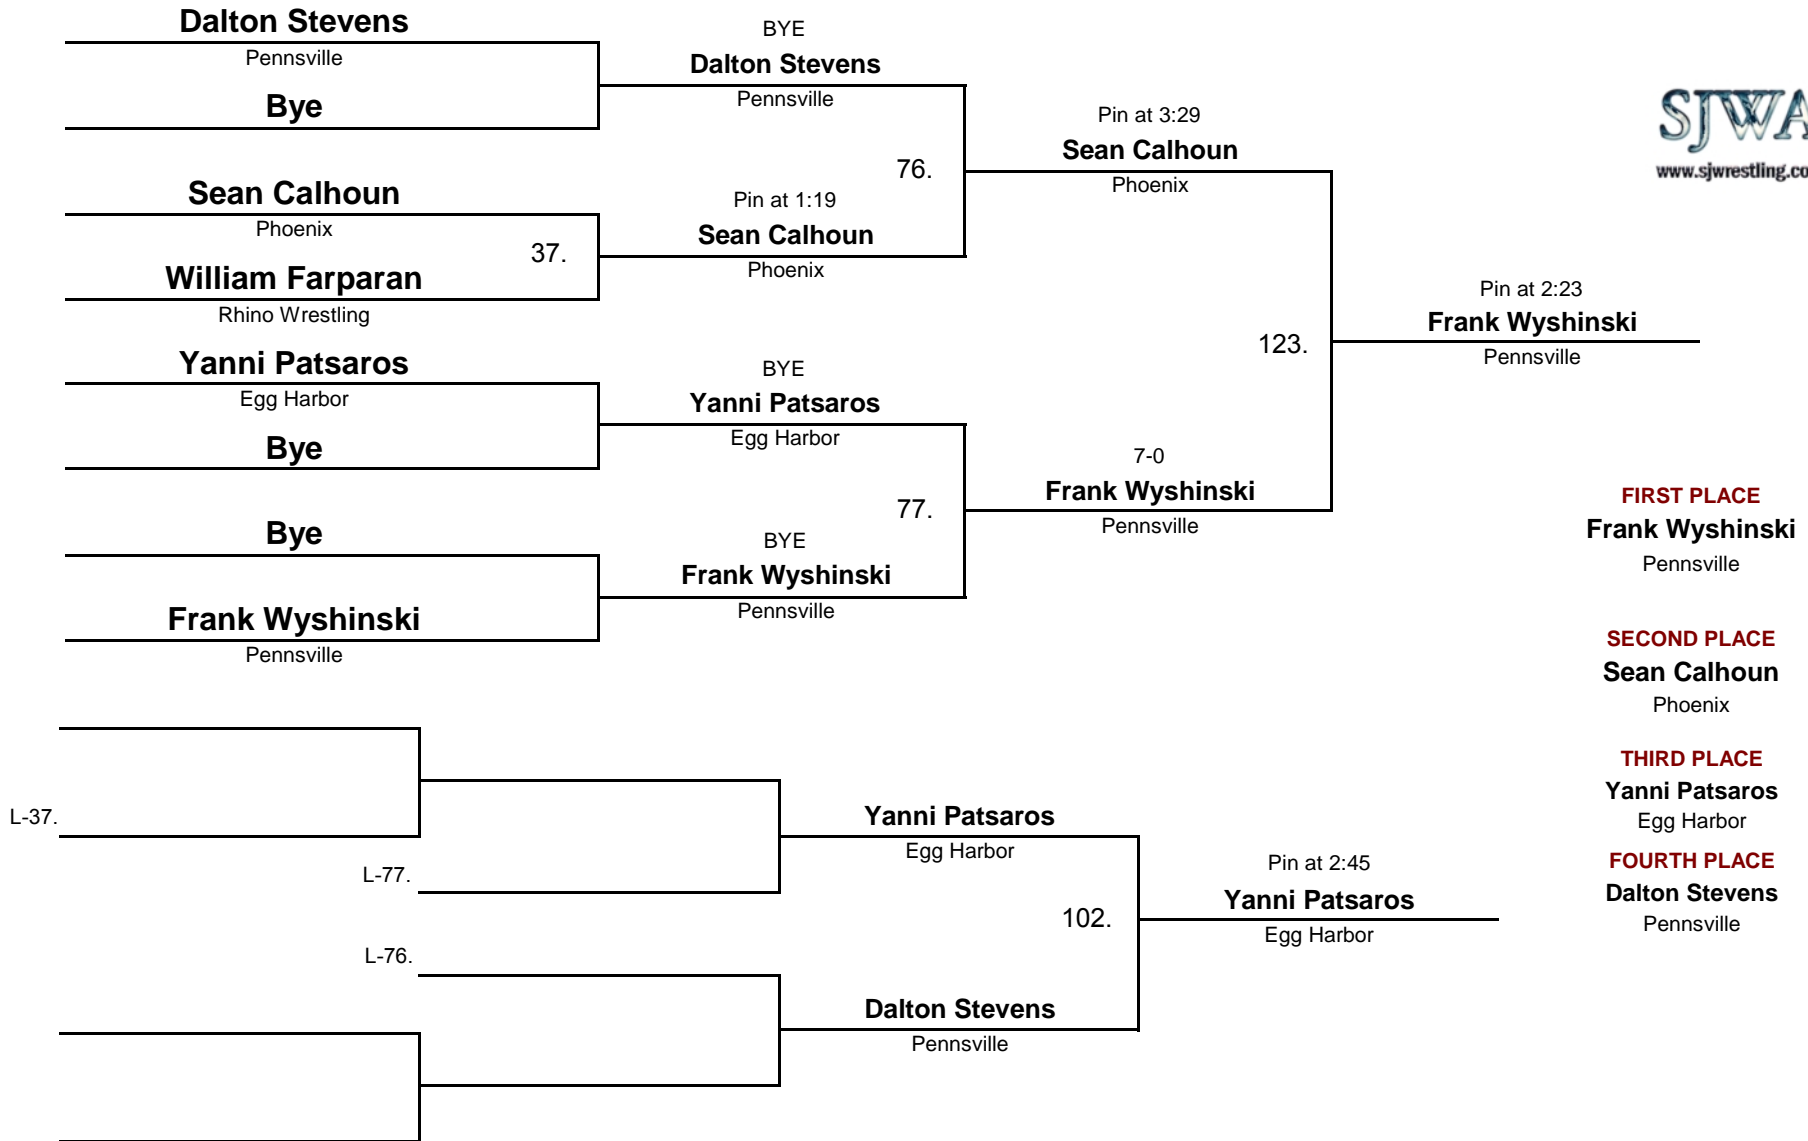 Dalton Stevens
Pennsville
Bye
Sean Calhoun
Phoenix
37.
William Farparan
Rhino Wrestling
Yanni Patsaros
Egg Harbor
Bye
Bye
Frank Wyshinski
Pennsville
BYE
Dalton Stevens
Pennsville
76.
Pin at 1:19
Sean Calhoun
Phoenix
BYE
Yanni Patsaros
Egg Harbor
77.
BYE
Frank Wyshinski
Pennsville
Pin at 3:29
Sean Calhoun
Phoenix
123.
7-0
Frank Wyshinski
Pennsville
Pin at 2:23
Frank Wyshinski
Pennsville
SJWA
www.sjwrestling.co
FIRST PLACE
Frank Wyshinski
Pennsville
SECOND PLACE
Sean Calhoun
Phoenix
THIRD PLACE
Yanni Patsaros
Egg Harbor
FOURTH PLACE
Dalton Stevens
Pennsville
L-37.
L-77.
L-76.
Yanni Patsaros
Egg Harbor
102.
Dalton Stevens
Pennsville
Pin at 2:45
Yanni Patsaros
Egg Harbor